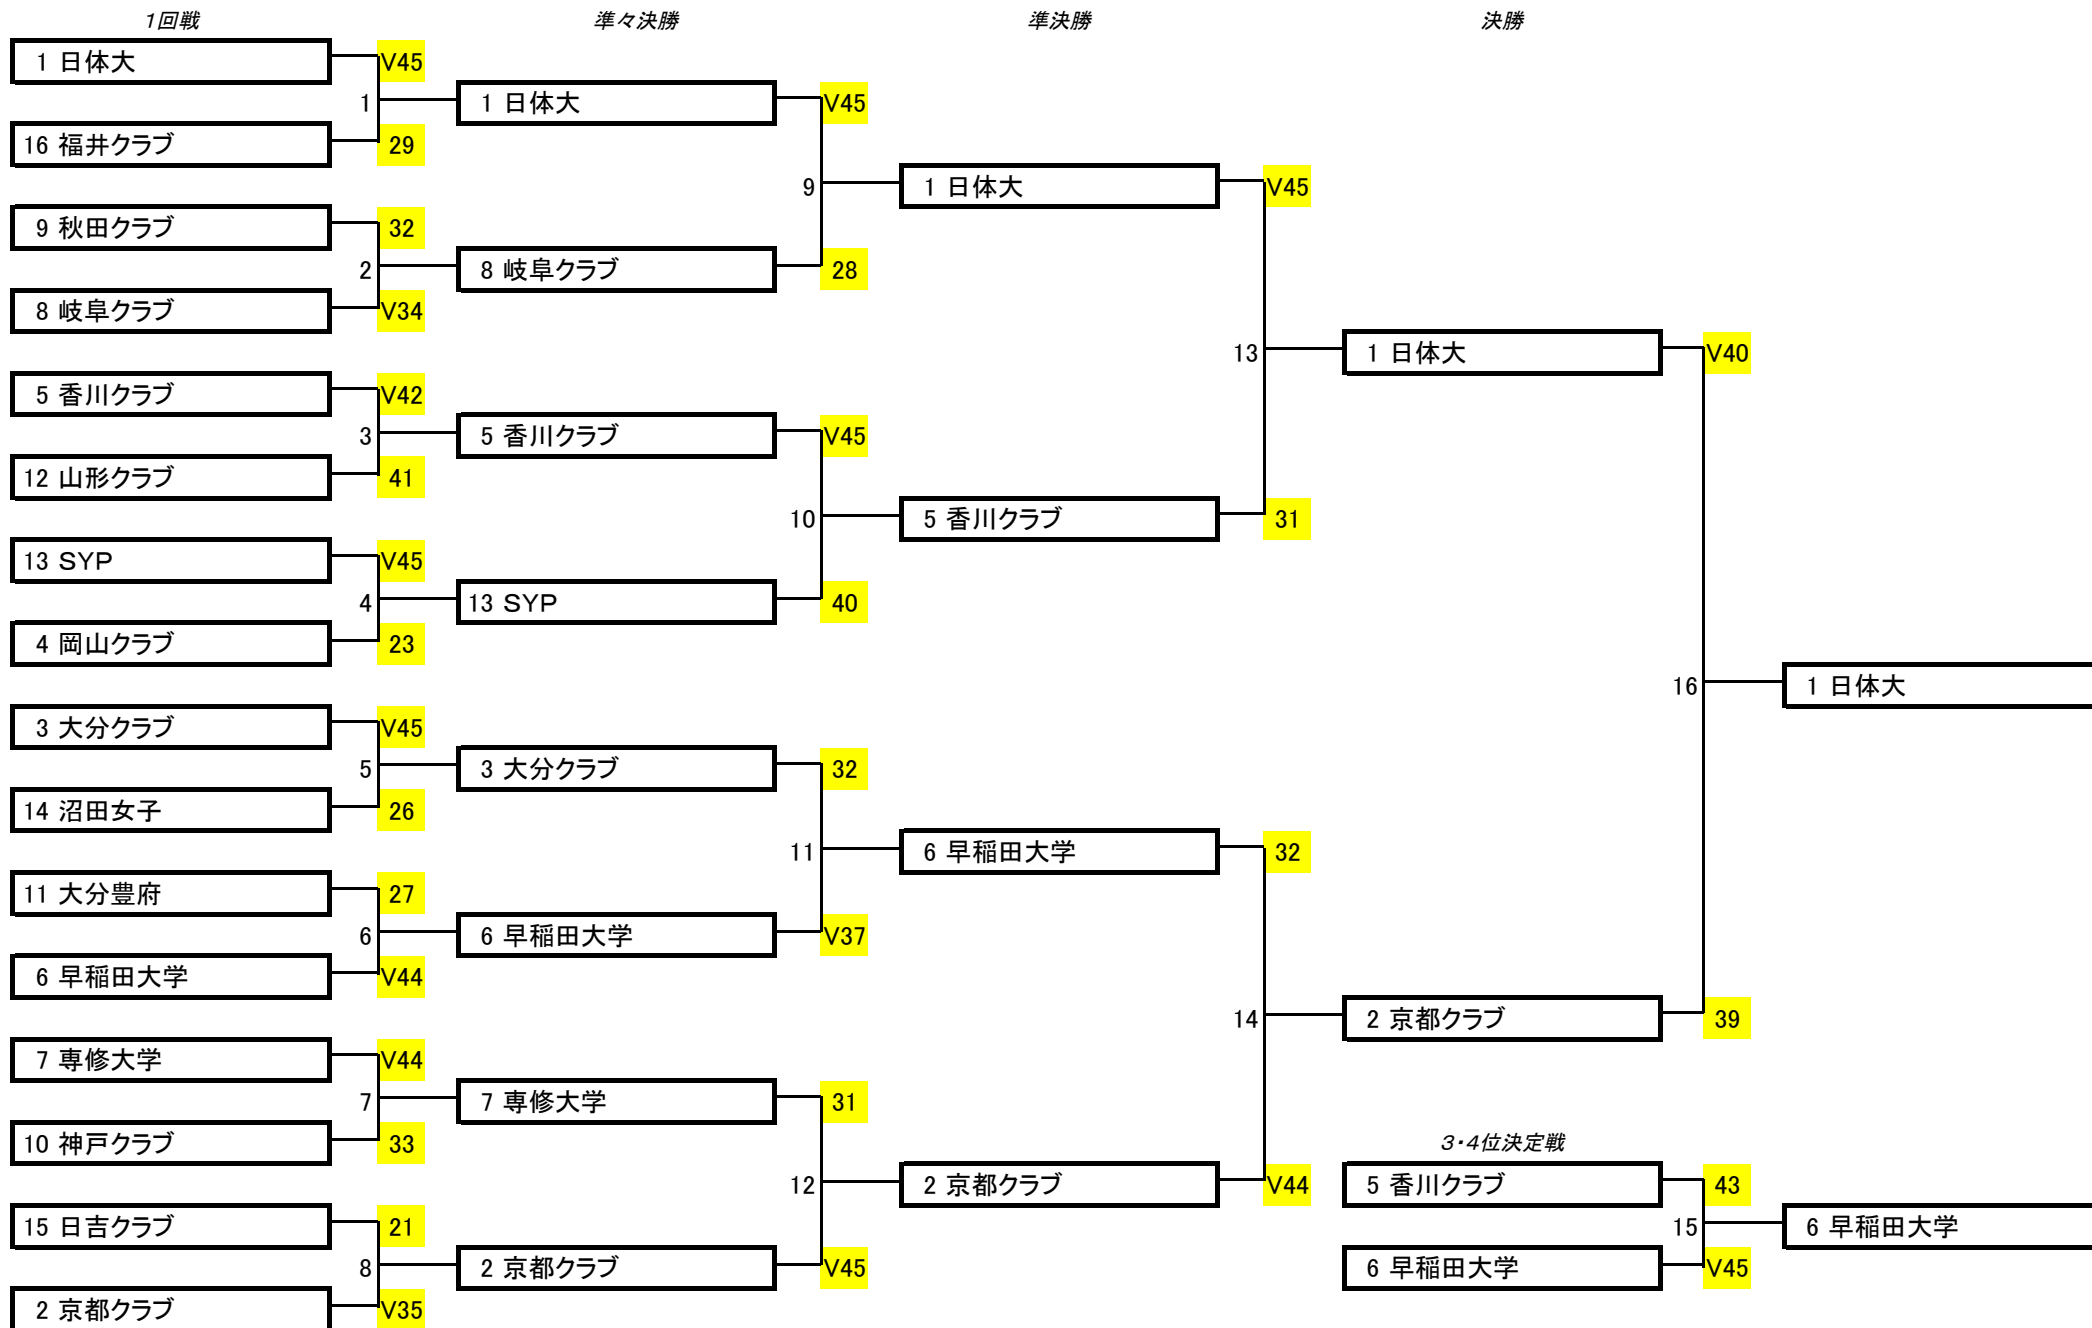 1回戦 準々決勝 準決勝 決勝
1 日体大 V45
1 1 日体大 V45
16 福井クラブ 29
9 1 日体大 V45
9 秋田クラブ 32
2 8 岐阜クラブ 28
8 岐阜クラブ V34
13 1 日体大 V40
5 香川クラブ V42
3 5 香川クラブ V45
12 山形クラブ 41
10 5 香川クラブ 31
13 SYP V45
4 13 SYP 40
4 岡山クラブ 23
16 1 日体大
3 大分クラブ V45
5 3 大分クラブ 32
14 沼田女子 26
11 6 早稲田大学 32
11 大分豊府 27
6 6 早稲田大学 V37
6 早稲田大学 V44
14 2 京都クラブ 39
7 専修大学 V44
7 7 専修大学 31
10 神戸クラブ 33
3・4位決定戦
12 2 京都クラブ V44
5 香川クラブ 43
15 日吉クラブ 21
15 6 早稲田大学
8 2 京都クラブ V45
6 早稲田大学 V45
2 京都クラブ V35